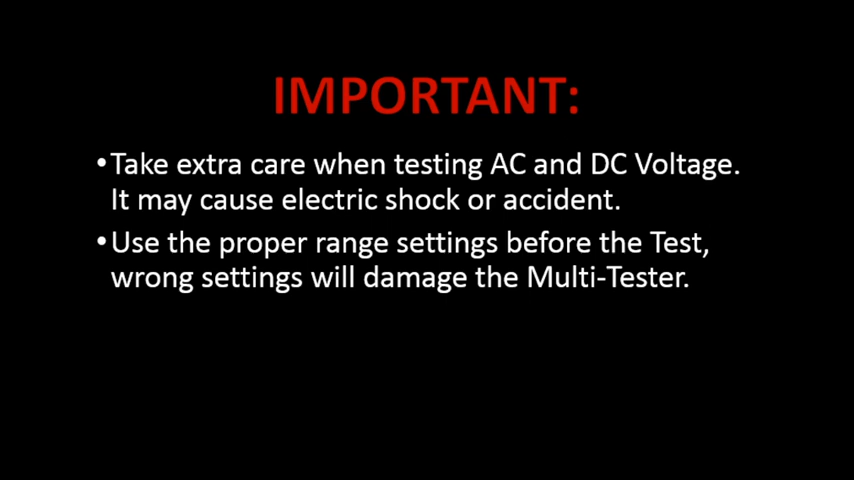 IMPORTANT:
•Take extra care when testing AC and DC Voltage.
It may cause electric shock or accident.
•Use the proper range settings before the Test,
wrong settings will damage the Multi-Tester.